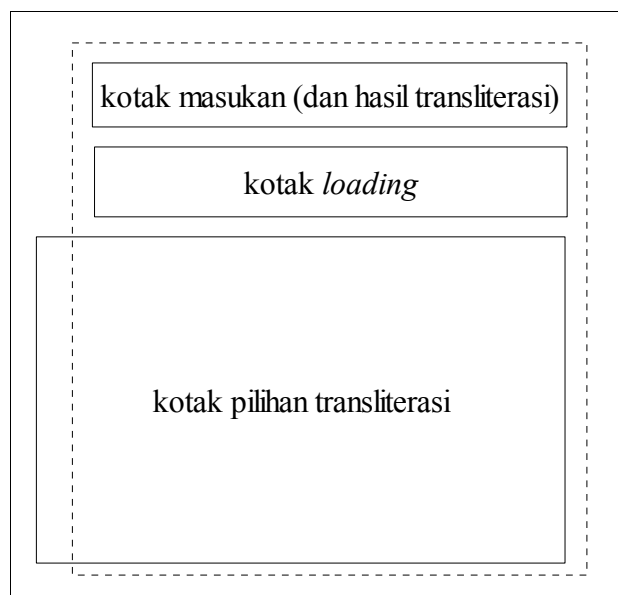 kotak masukan (dan hasil transliterasi)
kotak loading
kotak pilihan transliterasi